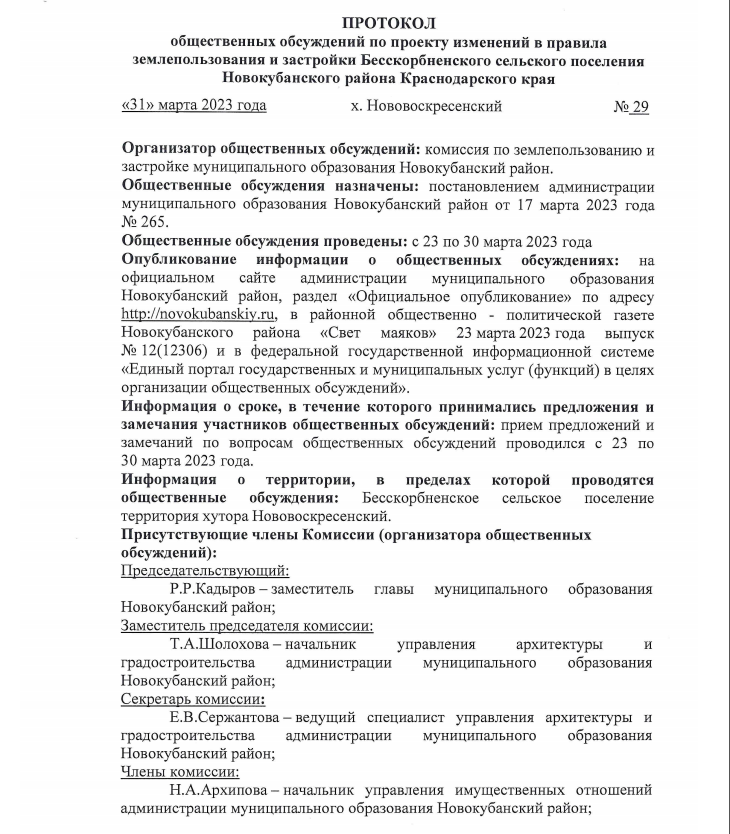 ПРОТОКОЛ
общественных обсуждений по проекту изменений в правила
землепользования и застройки Бесскорбненского сельского поселения
Новокубанского района Краснодарского края
«31» марта 2023 года х. Нововоскресенский № 29
Организатор общественных обсуждений: комиссия по землепользованию и
застройке муниципального образования Новокубанский район.
Общественные обсуждения назначены: постановлением администрации
муниципального образования Новокубанский район от 17 марта 2023 года
№ 265.
Общественные обсуждения проведены: с 23 по 30 марта 2023 года
Опубликование информации о общественных обсуждениях: на
официальном сайте администрации муниципального образования
Новокубанский район, раздел «Официальное опубликование» по адресу
http://novokubanskiy.ru, в районной общественно - политической газете
Новокубанского района «Свет маяков» 23 марта 2023 года выпуск
№ 12(12306) и в федеральной государственной информационной системе
«Единый портал государственных и муниципальных услуг (функций) в целях
организации общественных обсуждений».
Информация о сроке, в течение которого принимались предложения и
замечания участников общественных обсуждений: прием предложений и
замечаний по вопросам общественных обсуждений проводился с 23 по
30 марта 2023 года.
Информация о территории, в пределах которой проводятся
общественные обсуждения: Бесскорбненское сельское поселение
территория хутора Нововоскресенский.
Присутствующие члены Комиссии (организатора общественных
обсуждений):
Председательствующий:
Р.Р.Кадыров – заместитель главы муниципального образования
Новокубанский район;
Заместитель председателя комиссии:
Т.А.Шолохова – начальник управления архитектуры и
градостроительства администрации муниципального образования
Новокубанский район;
Секретарь комиссии:
Е.В.Сержантова – ведущий специалист управления архитектуры и
градостроительства администрации муниципального образования
Новокубанский район;
Члены комиссии:
Н.А.Архипова – начальник управления имущественных отношений
администрации муниципального образования Новокубанский район;